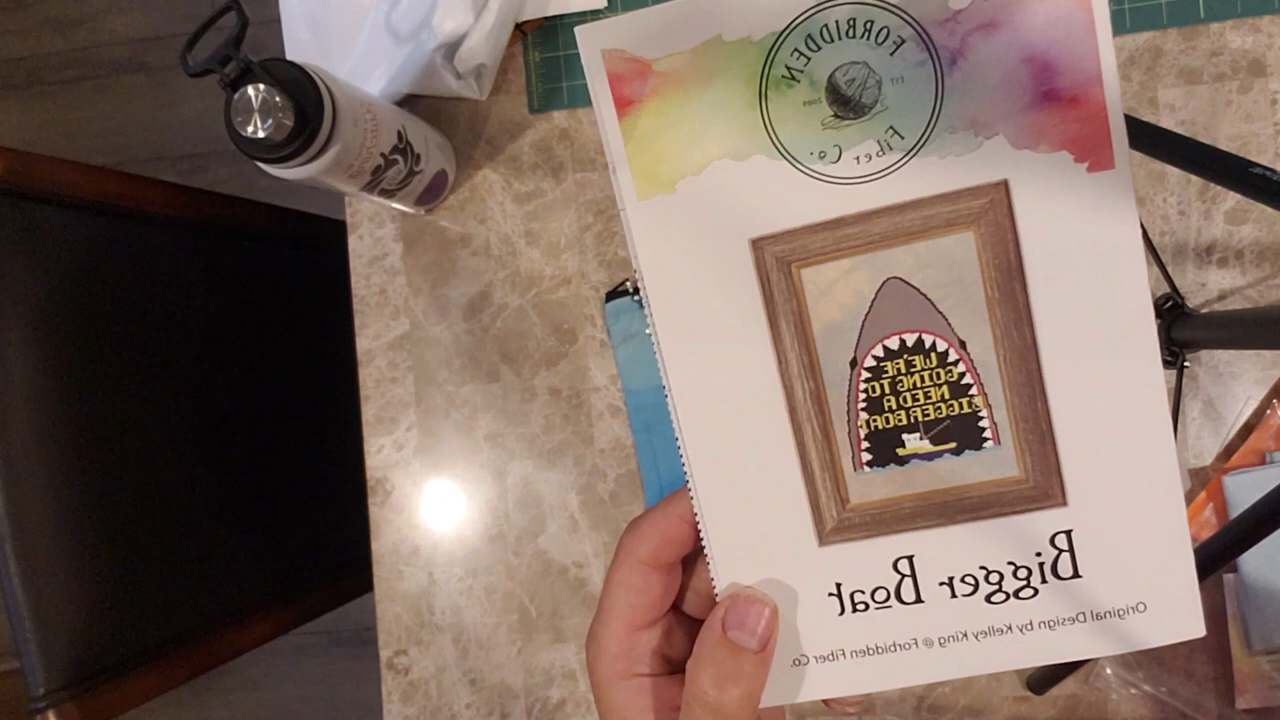 FORBIDDEN
EST 2009
Fiber Co.
WE'RE
GOING TO
NEED A
BIGGER BOAT
Bigger Boat
Original Design by Kelley King @ Forbidden Fiber Co.